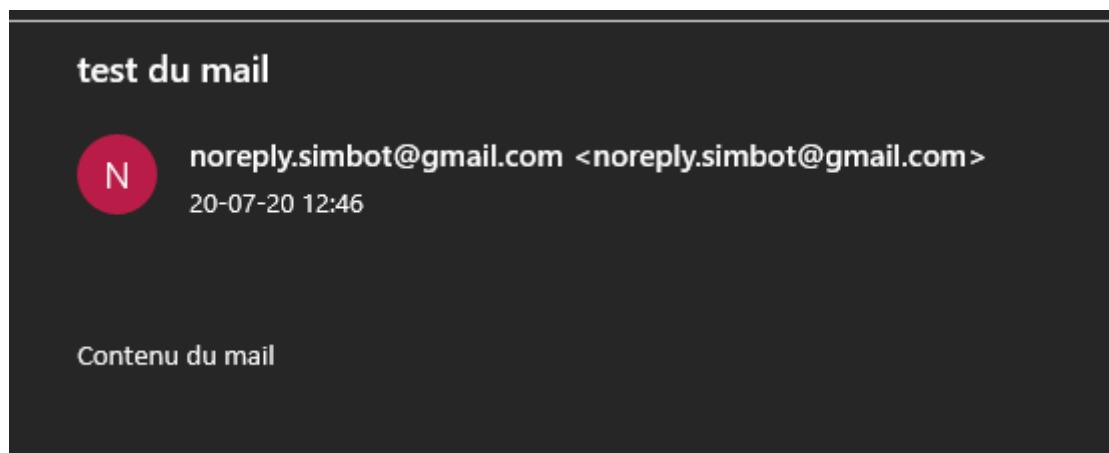 test du mail
N
noreply.simbot@gmail.com <noreply.simbot@gmail.com>
20-07-20 12:46
Contenu du mail